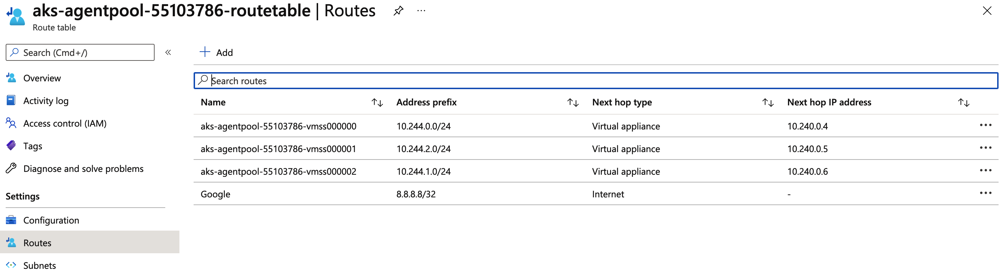 aks-agentpool-55103786-routetable | Routes
Route table
Search (Cmd+/)
Overview
Activity log
Access control (IAM)
Tags
Diagnose and solve problems
Settings
Configuration
Routes
Subnets
Add
Search routes
Name Address prefix Next hop type Next hop IP address
aks-agentpool-55103786-vmss000000 10.244.0.0/24 Virtual appliance 10.240.0.4
aks-agentpool-55103786-vmss000001 10.244.2.0/24 Virtual appliance 10.240.0.5
aks-agentpool-55103786-vmss000002 10.244.1.0/24 Virtual appliance 10.240.0.6
Google 8.8.8.8/32 Internet -